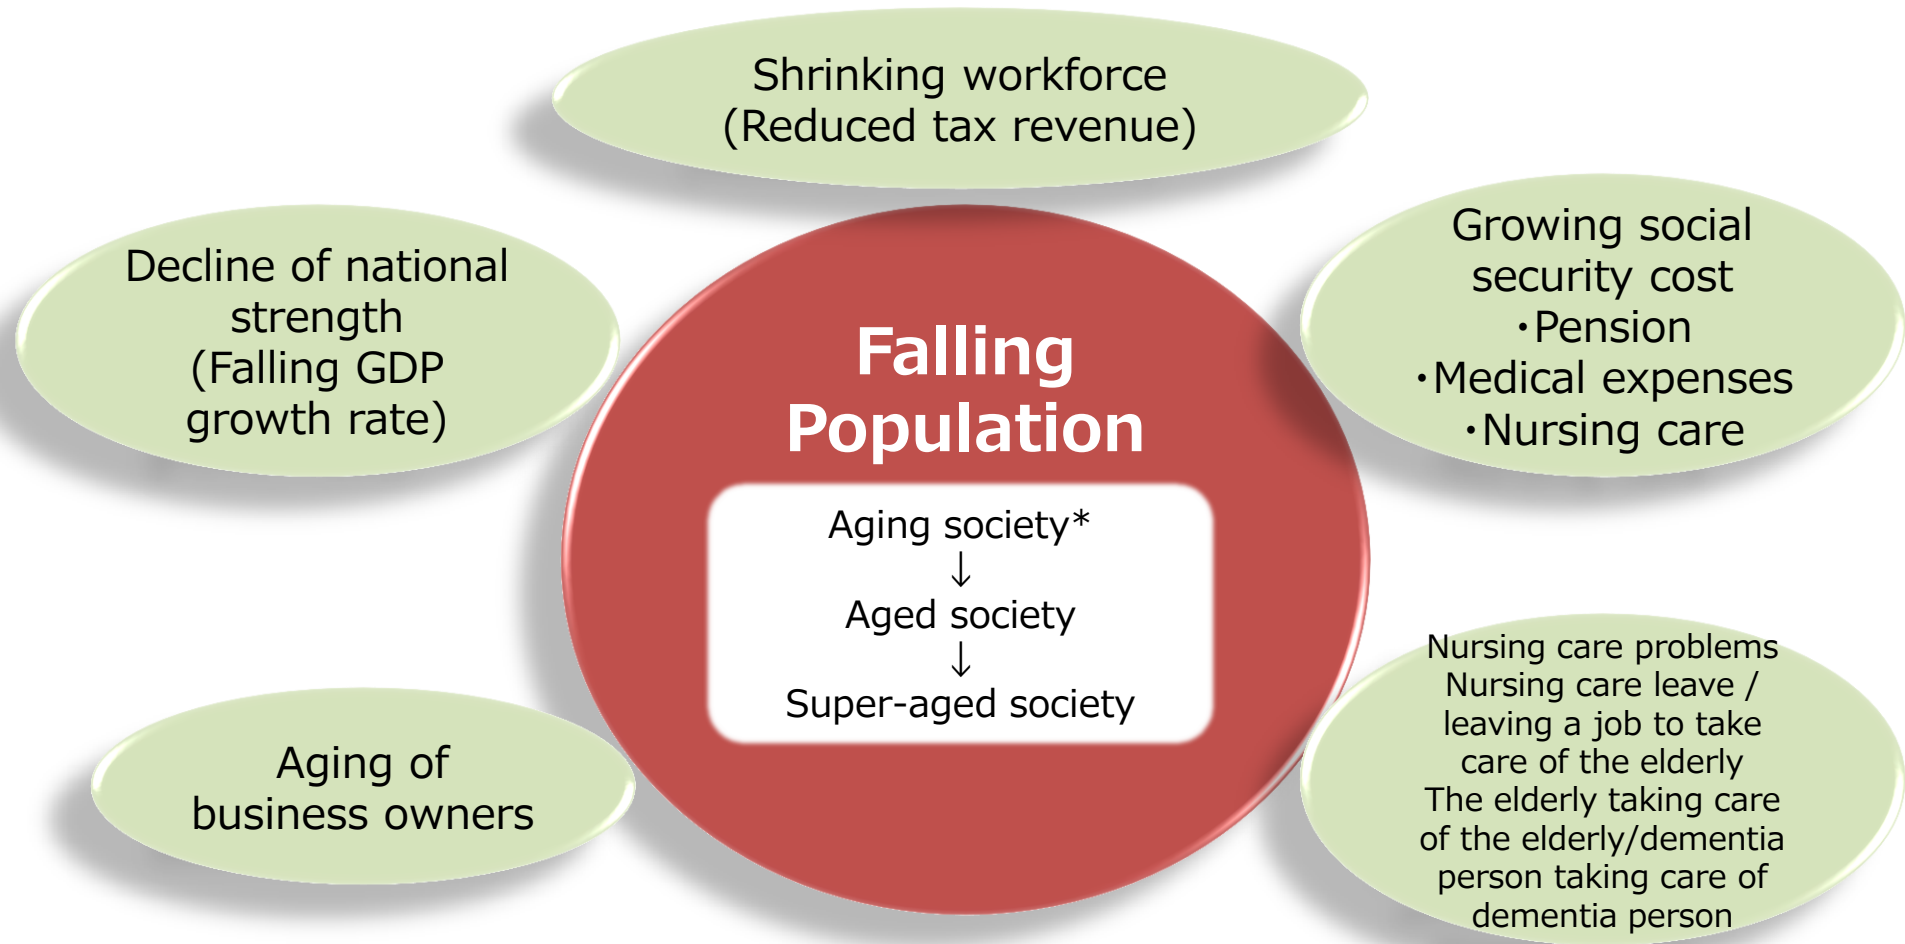 Shrinking workforce
(Reduced tax revenue)
Decline of national
strength
(Falling GDP
growth rate)
Growing social
security cost
・Pension
・Medical expenses
・Nursing care
Falling
Population
Aging society*
↓
Aged society
↓
Super-aged society
Aging of
business owners
Nursing care problems
Nursing care leave /
leaving a job to take
care of the elderly
The elderly taking care
of the elderly/dementia
person taking care of
dementia person